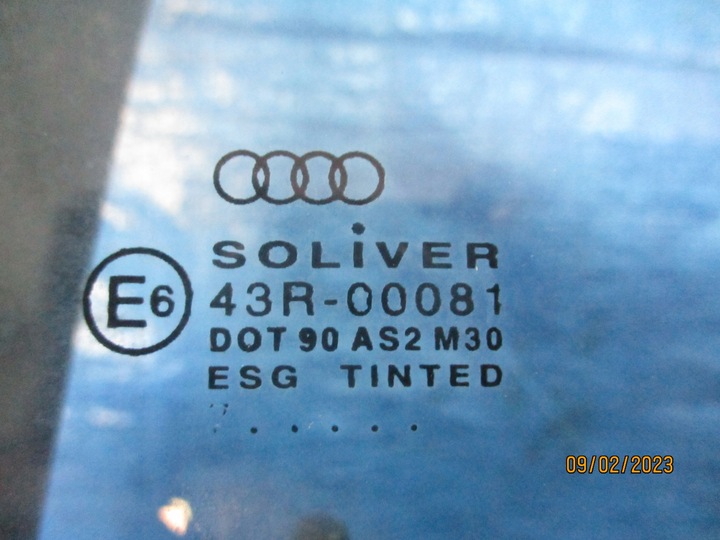 SOLiVER
E6 43R-00081
DOT 90 AS2 M30
ESG TINTED
09/02/2023